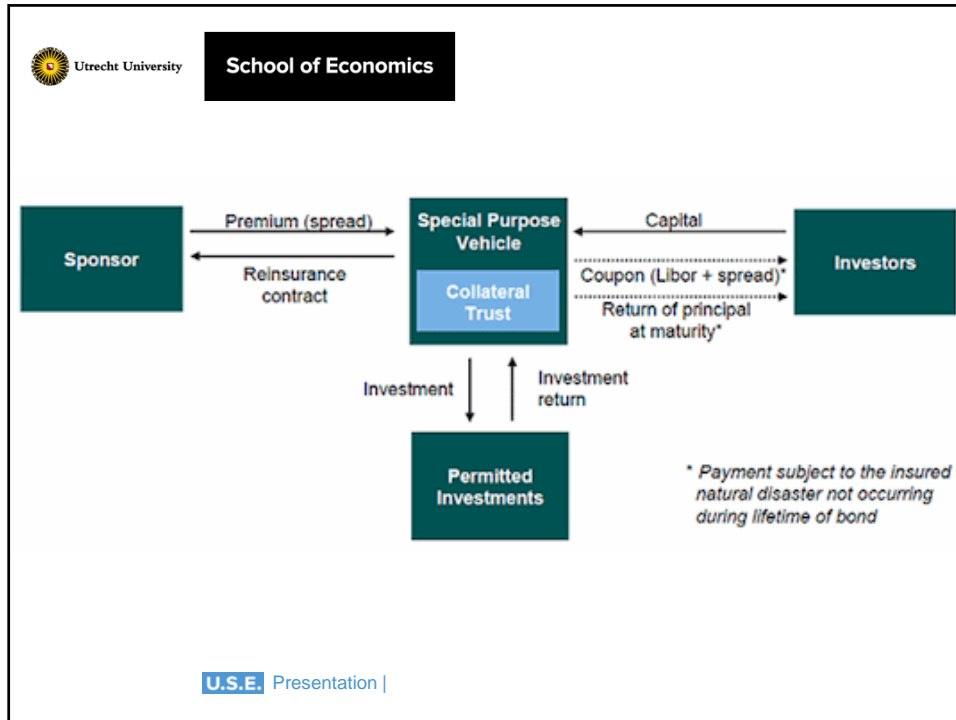 Utrecht University
School of Economics
Sponsor
Premium (spread)
Reinsurance
contract
Special Purpose
Vehicle
Collateral
Trust
Capital
Coupon (Libor + spread)*
Return of principal
at maturity*
Investors
Investment
Investment
return
Permitted
Investments
* Payment subject to the insured
natural disaster not occurring
during lifetime of bond
U.S.E. Presentation |